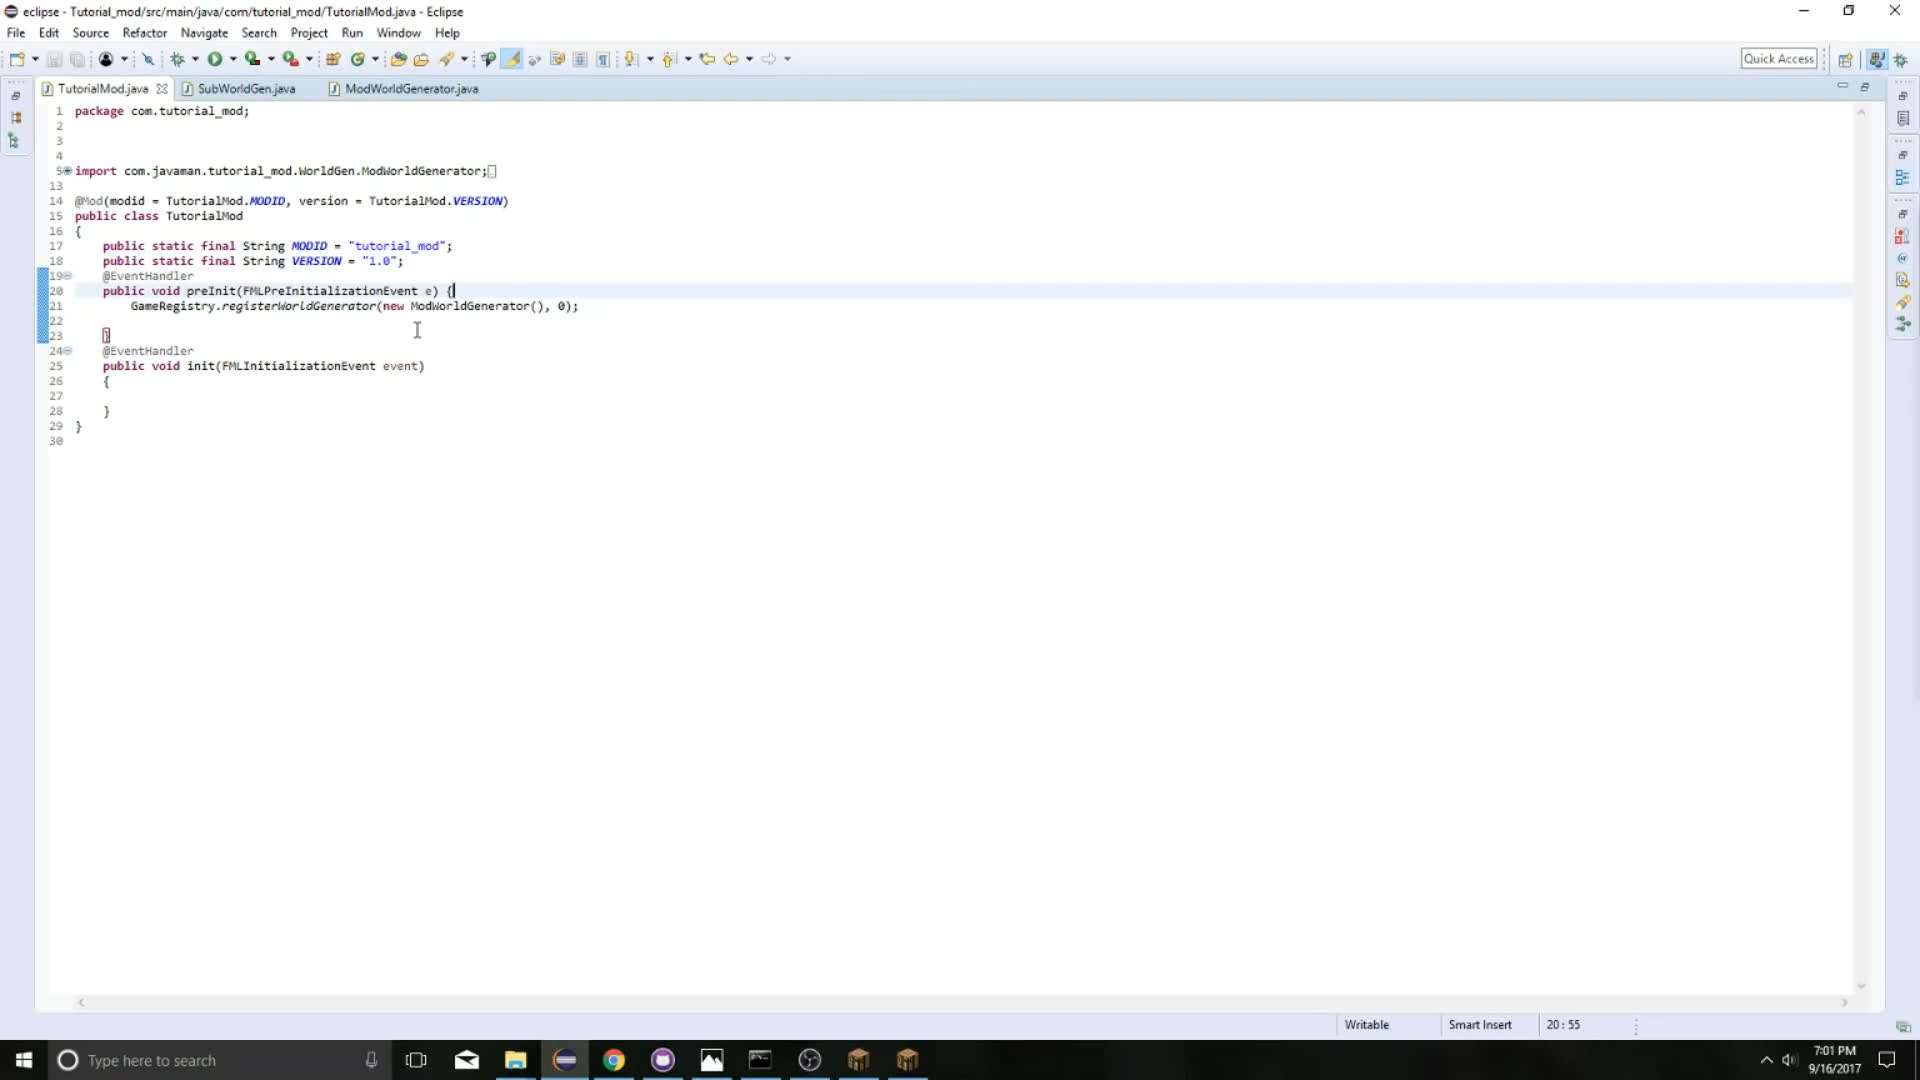 eclipse - Tutorial_mod/src/main/java/com/tutorial_mod/TutorialMod.java - Eclipse
File Edit Source Refactor Navigate Search Project Run Window Help
Quick Access
TutorialMod.java SubWorldGen.java ModWorldGenerator.java
1 package com.tutorial_mod;
2
3
4
5 import com.javaman.tutorial_mod.WorldGen.ModWorldGenerator;
13
14 @Mod(modid = TutorialMod.MODID, version = TutorialMod.VERSION)
15 public class TutorialMod
16 {
17 public static final String MODID = "tutorial_mod";
18 public static final String VERSION = "1.0";
19 @EventHandler
20 public void preInit(FMLPreInitializationEvent e) {
21 GameRegistry.registerWorldGenerator(new ModWorldGenerator(), 0);
22
23 }
24 @EventHandler
25 public void init(FMLInitializationEvent event)
26 {
27
28 }
29 }
30
Writable Smart Insert 20 : 55
Type here to search
7:01 PM
9/16/2017